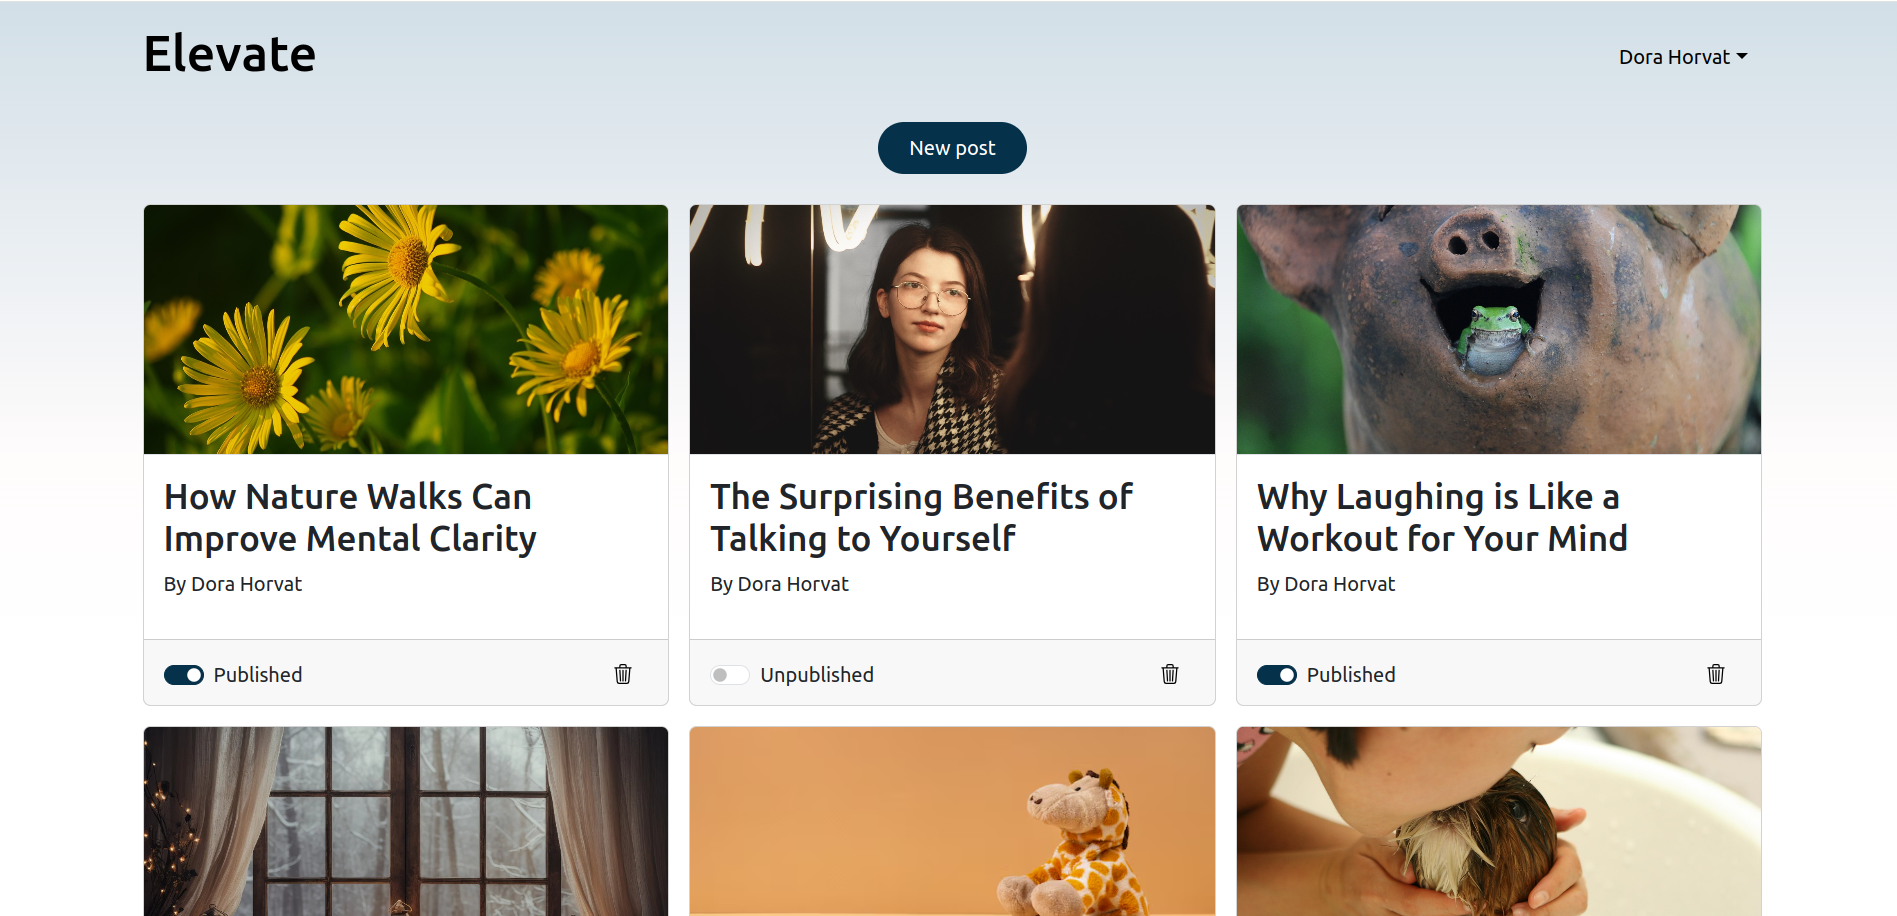 Elevate
Dora Horvat
New post
How Nature Walks Can
Improve Mental Clarity
By Dora Horvat
Published
The Surprising Benefits of
Talking to Yourself
By Dora Horvat
Unpublished
Why Laughing is Like a
Workout for Your Mind
By Dora Horvat
Published